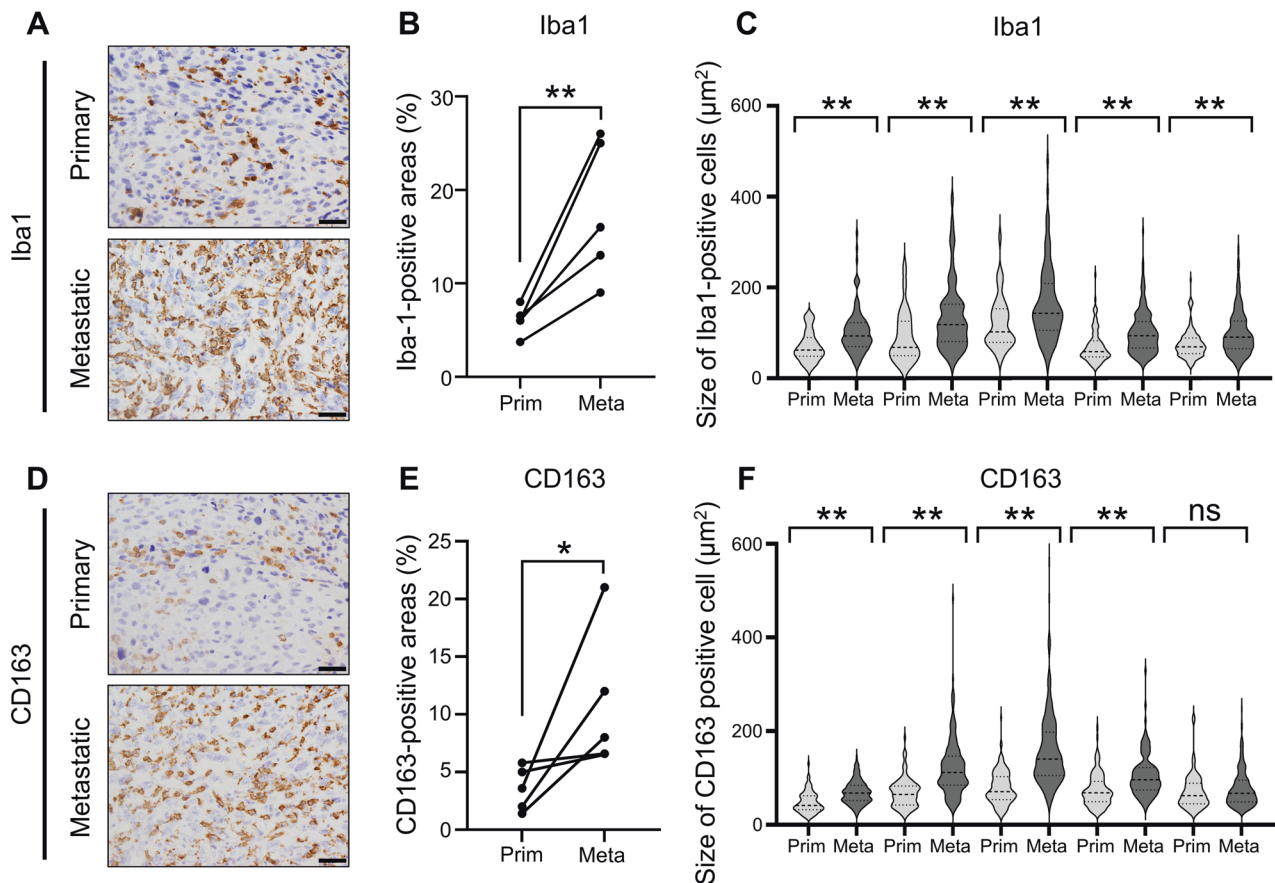 A
Iba1
Primary
Metastatic
B
Iba1
Iba-1-positive areas (%)
30
20
10
0
**
Prim Meta
C
Iba1
Size of Iba1-positive cells (µm²)
600
400
200
0
** ** ** ** **
Prim Meta Prim Meta Prim Meta Prim Meta Prim Meta
D
CD163
Primary
Metastatic
E
CD163
CD163-positive areas (%)
25
20
15
10
5
0
*
Prim Meta
F
CD163
Size of CD163 positive cell (µm²)
600
400
200
0
** ** ** ** ns
Prim Meta Prim Meta Prim Meta Prim Meta Prim Meta